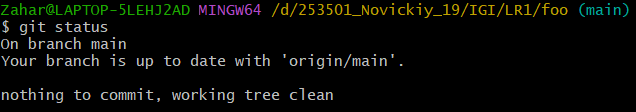 Zahar@LAPTOP-5LEHJ2AD MINGW64 /d/253501_Novickiy_19/IGI/LR1/foo (main)
$ git status
On branch main
Your branch is up to date with 'origin/main'.

nothing to commit, working tree clean